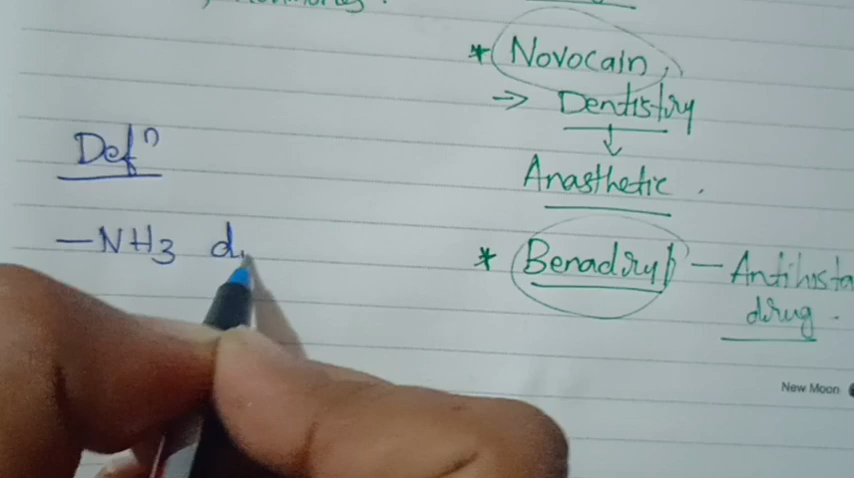 * Novocain,
→ Dentistry
↓
Anasthetic .
Defⁿ
—NH3
* Benadryl — Antihista
drug .
New Moon